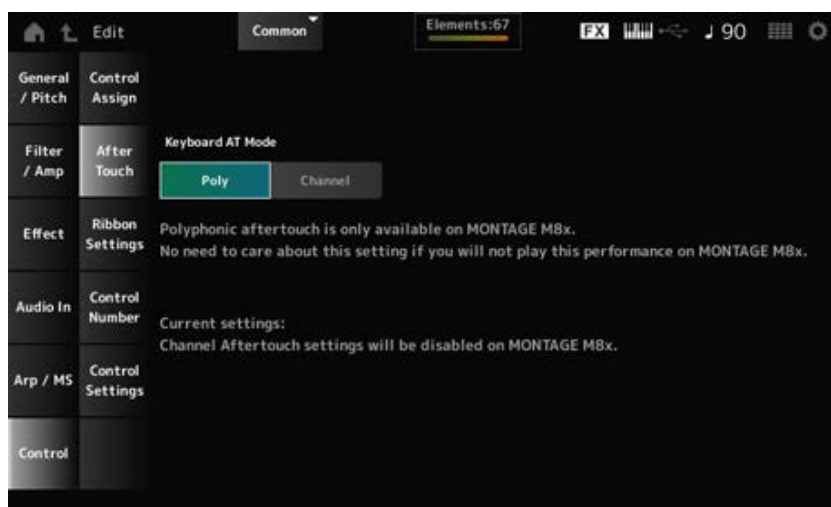 Edit
Common
Elements:67
FX
90
General
/ Pitch
Control
Assign
Filter
/ Amp
After
Touch
Keyboard AT Mode
Poly
Channel
Effect
Ribbon
Settings
Polyphonic aftertouch is only available on MONTAGE M8x.
No need to care about this setting if you will not play this performance on MONTAGE M8x.
Audio In
Control
Number
Current settings:
Channel Aftertouch settings will be disabled on MONTAGE M8x.
Arp / MS
Control
Settings
Control